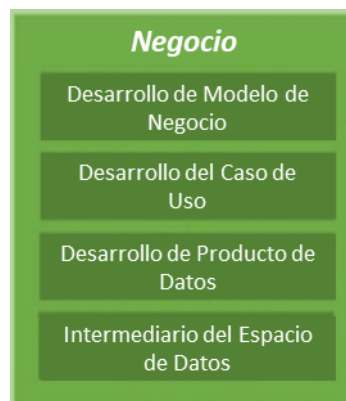 Negocio
Desarrollo de Modelo de
Negocio
Desarrollo del Caso de
Uso
Desarrollo de Producto de
Datos
Intermediario del Espacio
de Datos